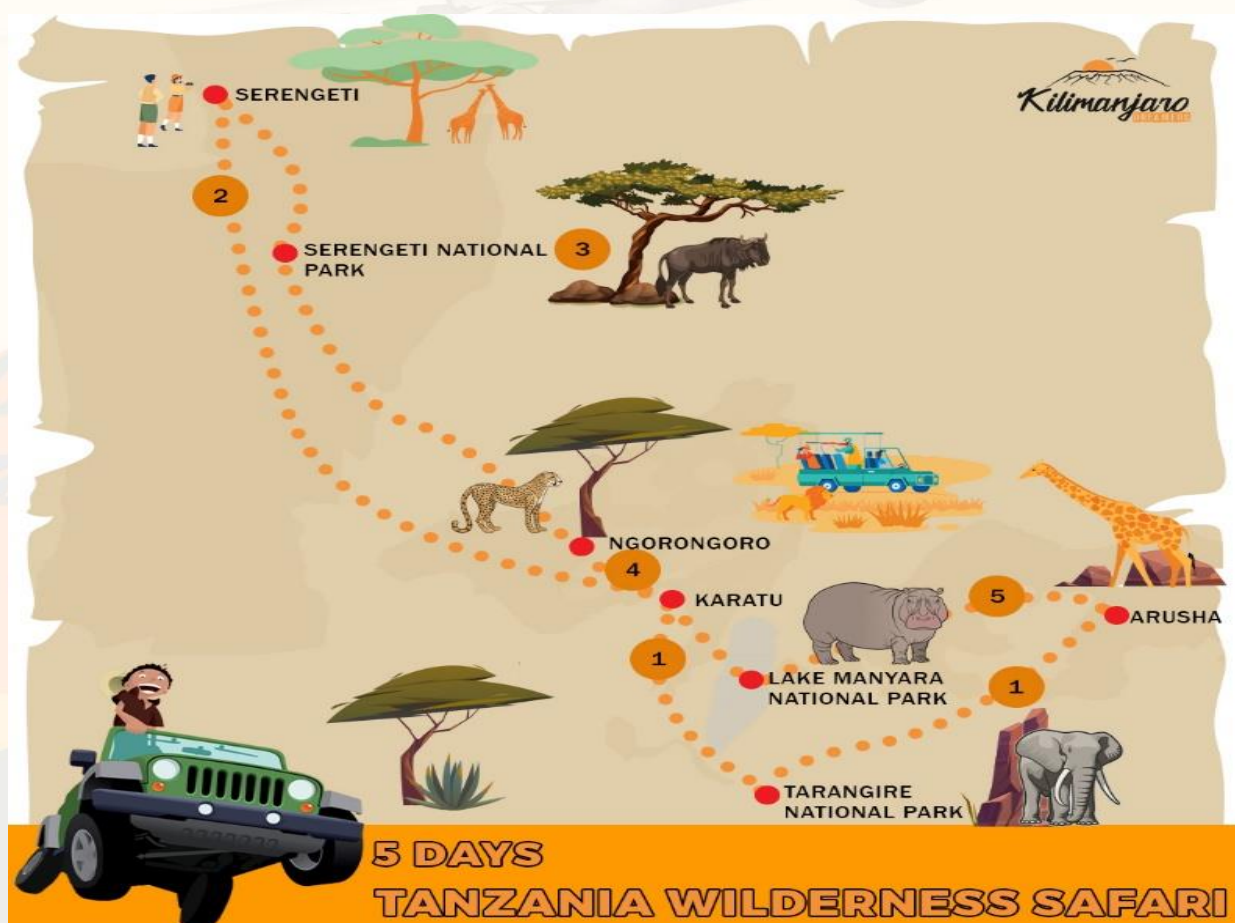 SERENGETI
Kilimanjaro
2
SERENGETI NATIONAL
PARK
3
NGORONGORO
4
KARATU
5
ARUSHA
1
LAKE MANYARA
NATIONAL PARK
1
TARANGIRE
NATIONAL PARK
5 DAYS
TANZANIA WILDERNESS SAFARI